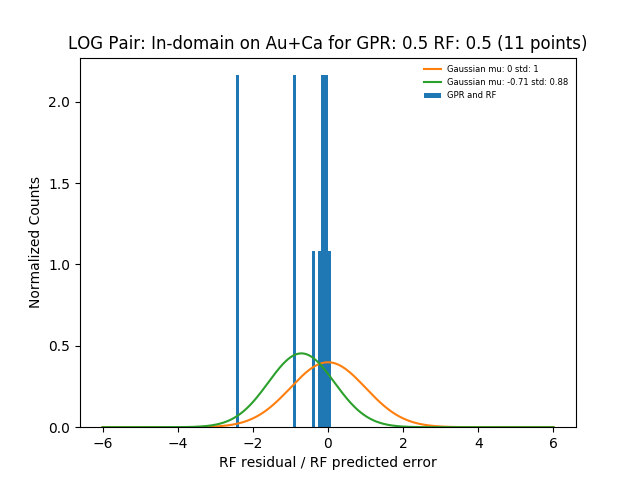 LOG Pair: In-domain on Au+Ca for GPR: 0.5 RF: 0.5 (11 points)
Gaussian mu: 0 std: 1
Gaussian mu: -0.71 std: 0.88
GPR and RF
Normalized Counts
2.0
1.5
1.0
0.5
0.0
−6 −4 −2 0 2 4 6
RF residual / RF predicted error